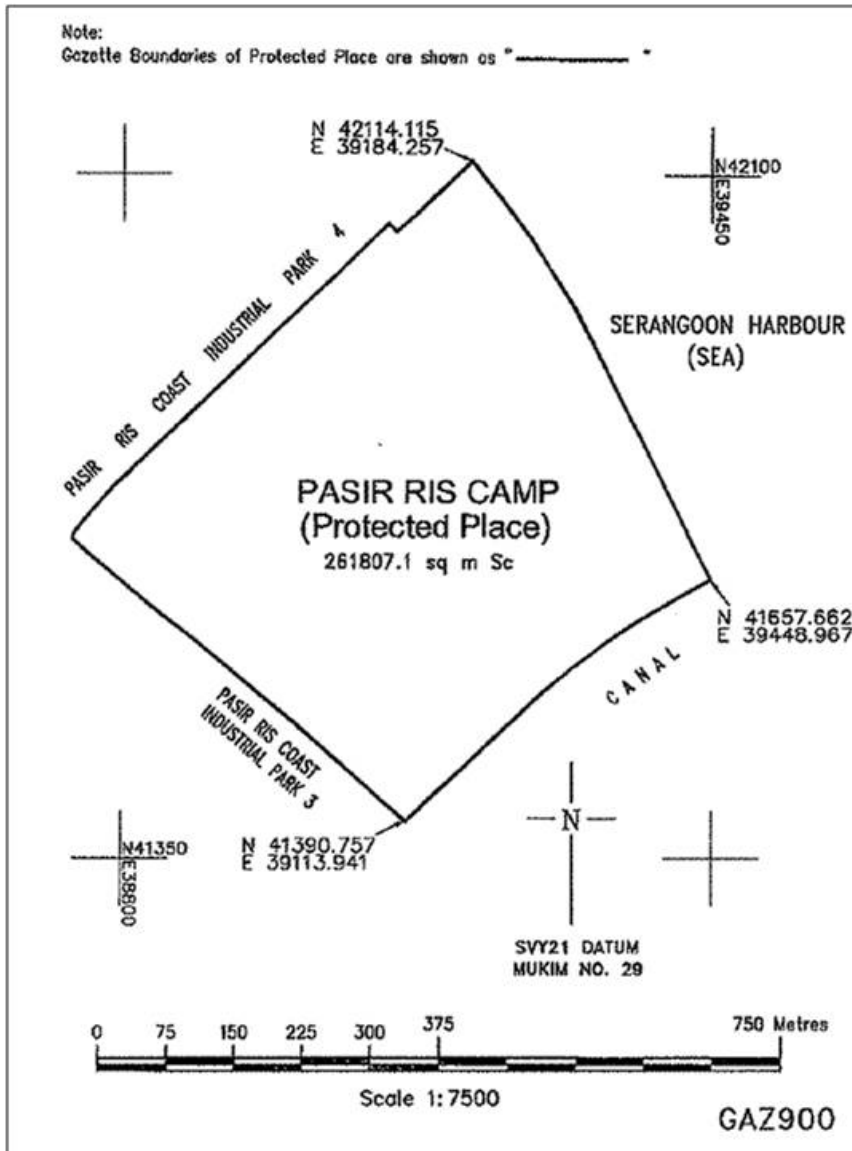 Note:
Gazette Boundaries of Protected Place are shown as " "
N 42114.115
E 39184.257
N42100
E39450
PASIR RIS COAST INDUSTRIAL PARK 4
SERANGOON HARBOUR
(SEA)
PASIR RIS CAMP
(Protected Place)
261807.1 sq m Sc
N 41657.662
E 39448.967
CANAL
PASIR RIS COAST
INDUSTRIAL PARK 3
N 41390.757
E 39113.941
N41350
E38800
N
SVY21 DATUM
MUKIM NO. 29
0 75 150 225 300 375 750 Metres
Scale 1:7500
GAZ900